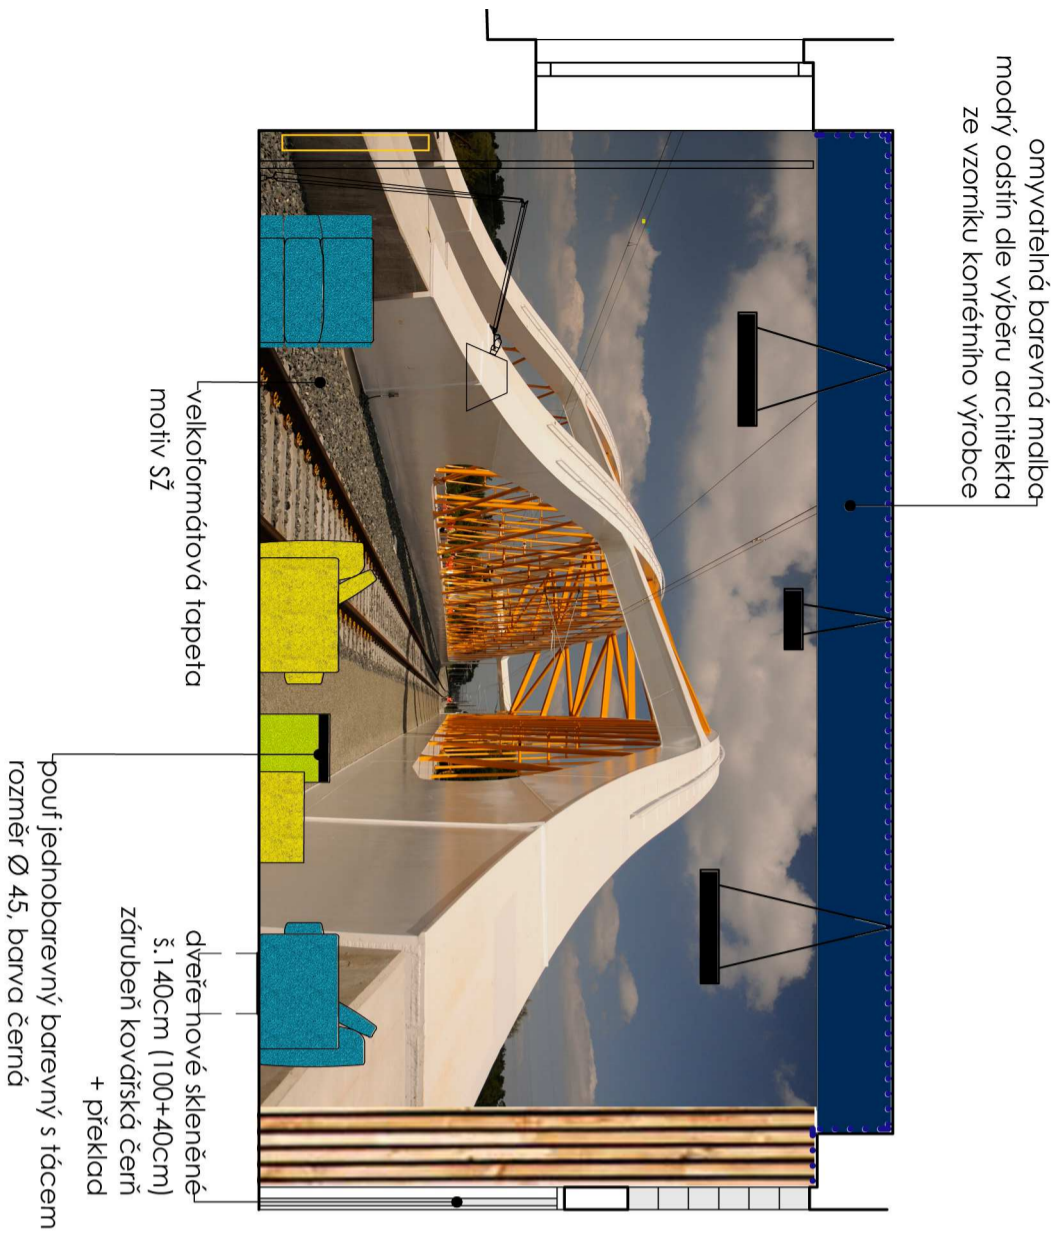 omyvatelná barevná malba
modrý odstín dle výběru architekta
ze vzorníku konrétního výrobce
velkoformátová tapeta
motiv SŽ
dveře nové skleněné
š.140cm (100+40cm)
zárubeň kovářská čerň
+ překlad
pouf jednobarevný barevný s tácem
rozměr Ø 45, barva černá